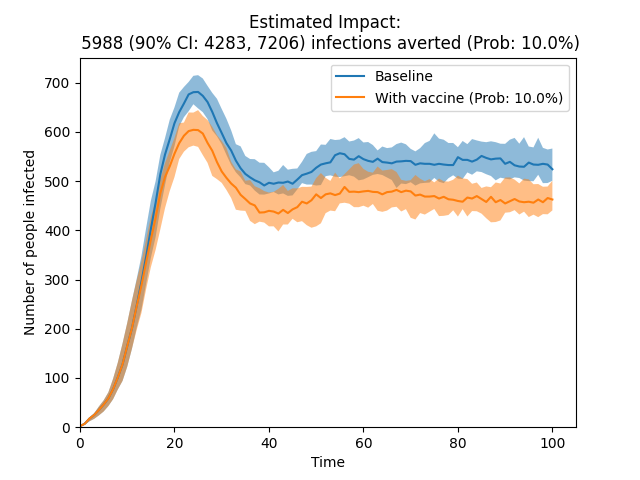 Estimated Impact:
5988 (90% CI: 4283, 7206) infections averted (Prob: 10.0%)
Baseline
With vaccine (Prob: 10.0%)
Number of people infected
700
600
500
400
300
200
100
0
0 20 40 60 80 100
Time